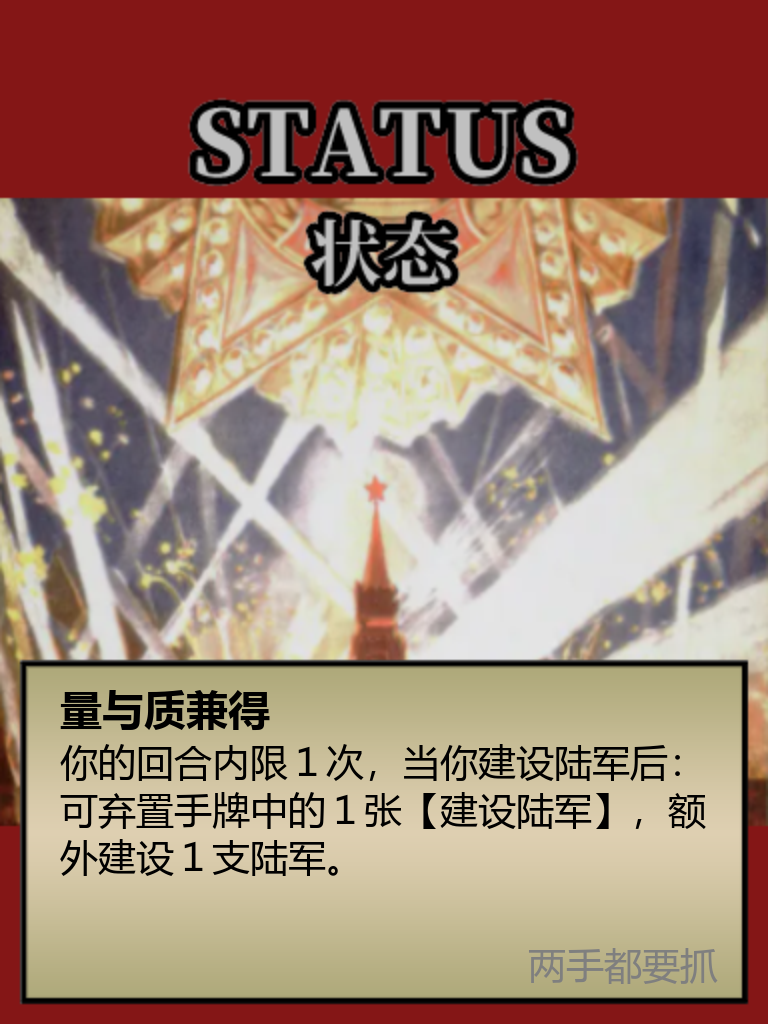 STATUS
状态
量与质兼得
你的回合内限1次，当你建设陆军后：
可弃置手牌中的1张【建设陆军】，额
外建设1支陆军。
两手都要抓